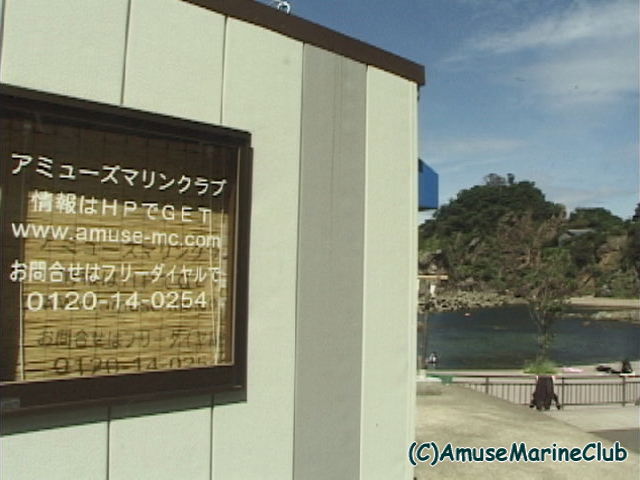 アミューズマリンクラブ
情報はHPでGET
www.amuse-mc.com
お問合せはフリーダイヤルで
0120-14-0254
(C)AmuseMarineClub